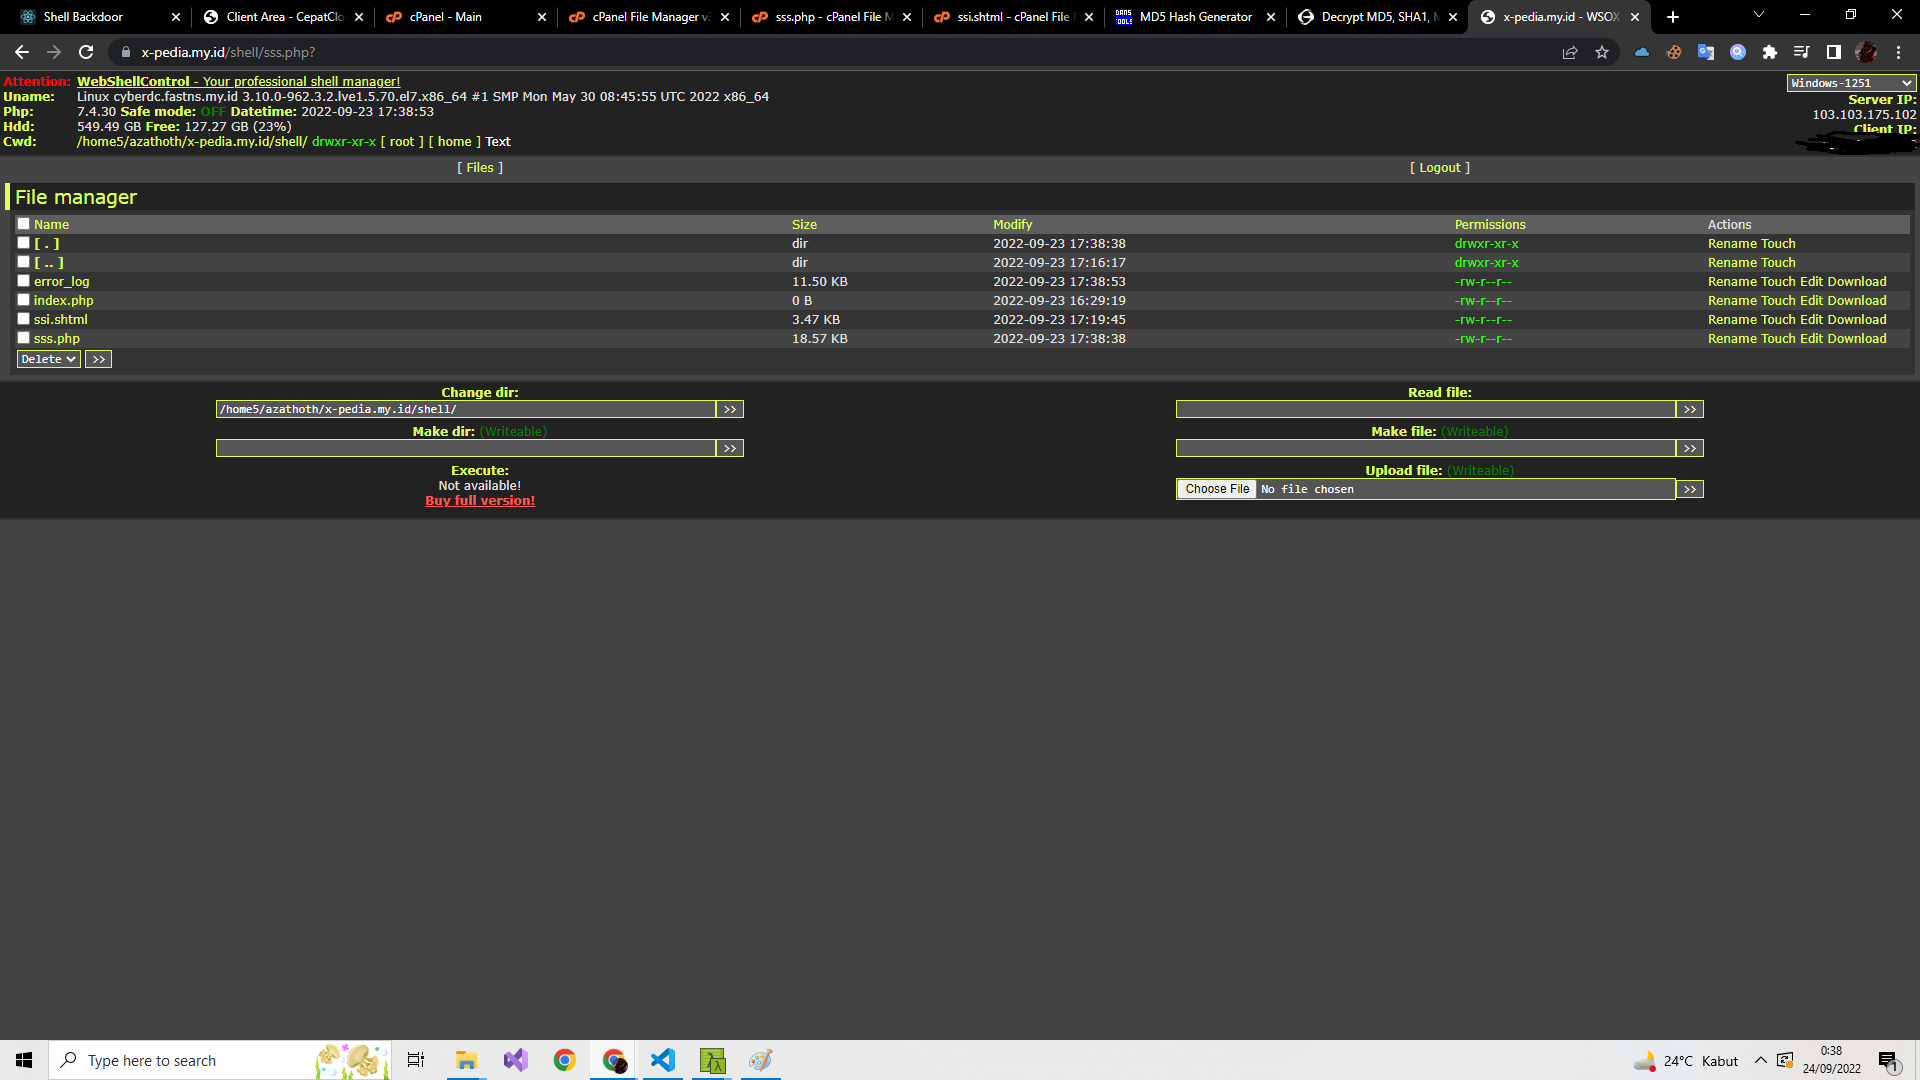 Shell Backdoor
Client Area - CepatClo
cPanel - Main
cPanel File Manager v
sss.php - cPanel File M
ssi.shtml - cPanel File
MD5 Hash Generator
Decrypt MD5, SHA1,
x-pedia.my.id - WSOX
x-pedia.my.id/shell/sss.php?
Attention: WebShellControl - Your professional shell manager!
Windows-1251
Uname: Linux cyberdc.fastns.my.id 3.10.0-962.3.2.lve1.5.70.el7.x86_64 #1 SMP Mon May 30 08:45:55 UTC 2022 x86_64
Server IP:
Php: 7.4.30 Safe mode: OFF Datetime: 2022-09-23 17:38:53
103.103.175.102
Hdd: 549.49 GB Free: 127.27 GB (23%)
Client IP:
Cwd: /home5/azathoth/x-pedia.my.id/shell/ drwxr-xr-x [ root ] [ home ] Text
[ Files ]
[ Logout ]
File manager
Name Size Modify Permissions Actions
[ . ] dir 2022-09-23 17:38:38 drwxr-xr-x Rename Touch
[ .. ] dir 2022-09-23 17:16:17 drwxr-xr-x Rename Touch
error_log 11.50 KB 2022-09-23 17:38:53 -rw-r--r-- Rename Touch Edit Download
index.php 0 B 2022-09-23 16:29:19 -rw-r--r-- Rename Touch Edit Download
ssi.shtml 3.47 KB 2022-09-23 17:19:45 -rw-r--r-- Rename Touch Edit Download
sss.php 18.57 KB 2022-09-23 17:38:38 -rw-r--r-- Rename Touch Edit Download
Delete >>
Change dir:
/home5/azathoth/x-pedia.my.id/shell/ >>
Read file:
>>
Make dir: (Writeable)
>>
Make file: (Writeable)
>>
Execute:
Not available!
Buy full version!
Upload file: (Writeable)
Choose File No file chosen >>
Type here to search
24°C Kabut
0:38
24/09/2022
1